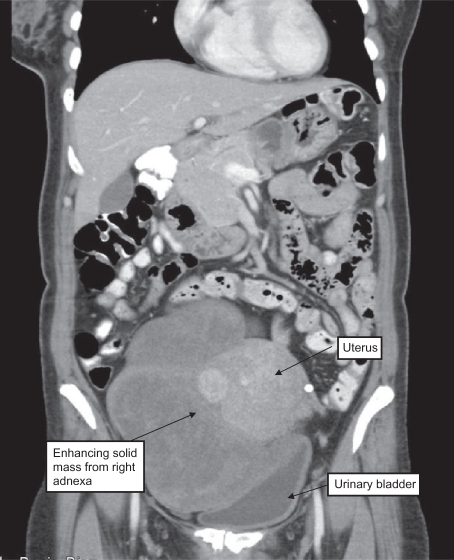 Uterus
Enhancing solid
mass from right
adnexa
Urinary bladder